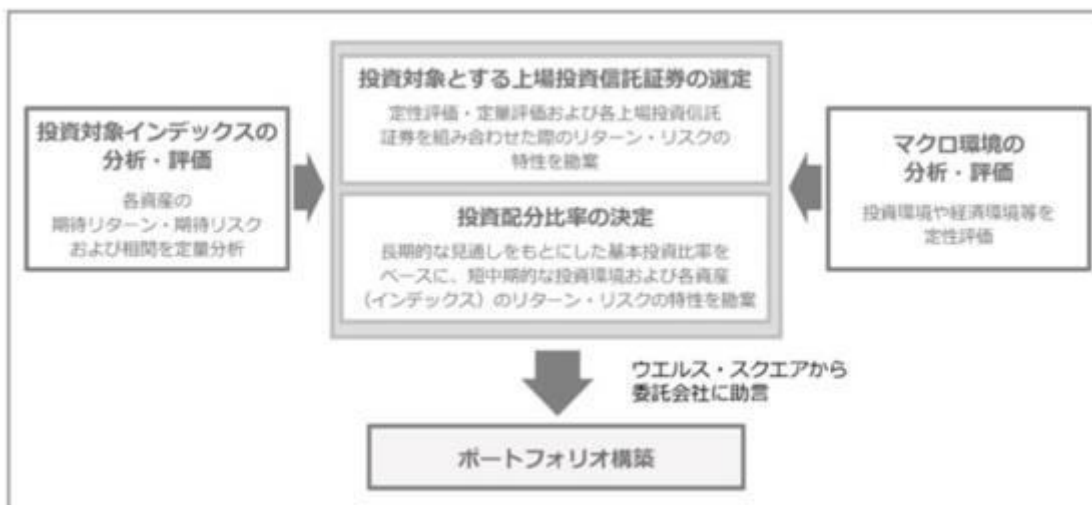 投資対象インデックスの
分析・評価
各資産の
期待リターン・期待リスク
および相関を定量分析
投資対象とする上場投資信託証券の選定
定性評価・定量評価および各上場投資信託
証券を組み合わせた際のリターン・リスクの
特性を勘案
投資配分比率の決定
長期的な見通しをもとにした基本投資比率を
ベースに、短中期的な投資環境および各資産
（インデックス）のリターン・リスクの特性を勘案
マクロ環境の
分析・評価
投資環境や経済環境等を
定性評価
ウエルス・スクエアから
委託会社に助言
ポートフォリオ構築